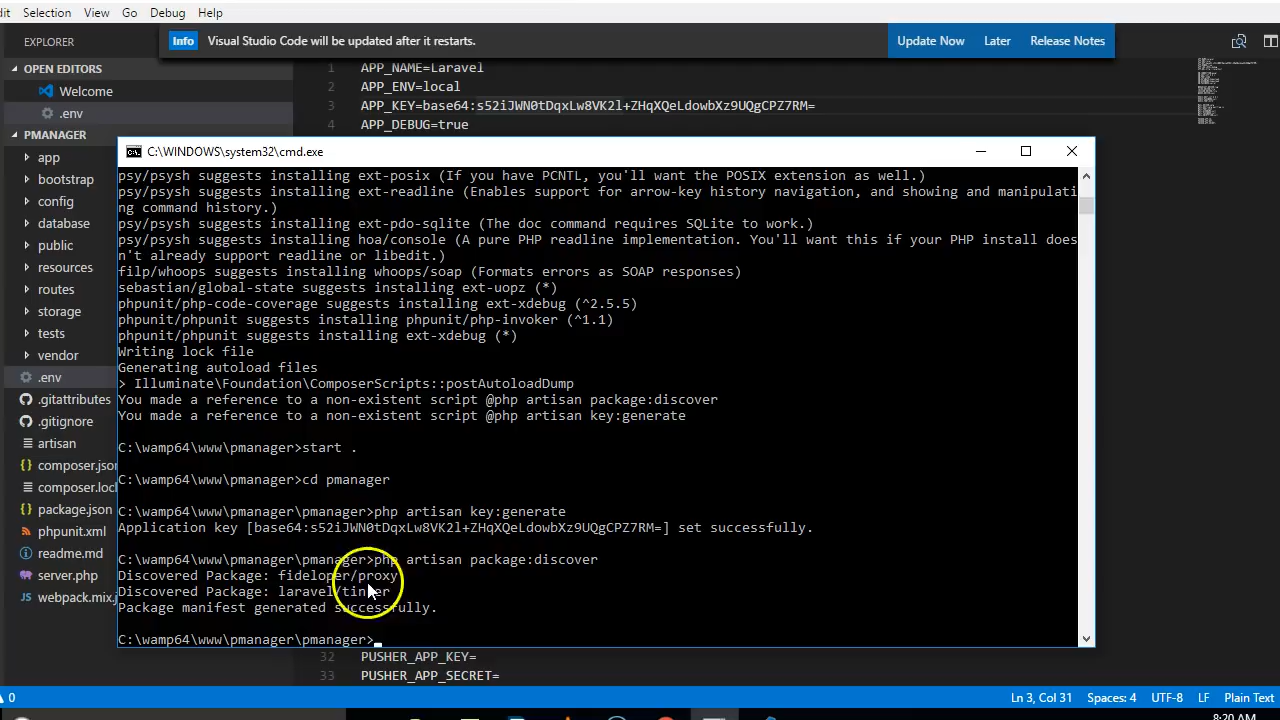 dit Selection View Go Debug Help
EXPLORER
Info Visual Studio Code will be updated after it restarts. Update Now Later Release Notes
OPEN EDITORS
Welcome
.env
PMANAGER
app
bootstrap
config
database
public
resources
routes
storage
tests
vendor
.env
.gitattributes
.gitignore
artisan
composer.json
composer.loc
package.json
phpunit.xml
readme.md
server.php
webpack.mix.j
1 APP_NAME=Laravel
2 APP_ENV=local
3 APP_KEY=base64:s52iJWN0tDqxLw8VK2l+ZHqXQeLdowbXz9UQgCPZ7RM=
4 APP_DEBUG=true
C:\WINDOWS\system32\cmd.exe
psy/psysh suggests installing ext-posix (If you have PCNTL, you'll want the POSIX extension as well.)
psy/psysh suggests installing ext-readline (Enables support for arrow-key history navigation, and showing and manipulati
ng command history.)
psy/psysh suggests installing ext-pdo-sqlite (The doc command requires SQLite to work.)
psy/psysh suggests installing hoa/console (A pure PHP readline implementation. You'll want this if your PHP install does
n't already support readline or libedit.)
filp/whoops suggests installing whoops/soap (Formats errors as SOAP responses)
sebastian/global-state suggests installing ext-uopz (*)
phpunit/php-code-coverage suggests installing ext-xdebug (^2.5.5)
phpunit/phpunit suggests installing phpunit/php-invoker (^1.1)
phpunit/phpunit suggests installing ext-xdebug (*)
Writing lock file
Generating autoload files
> Illuminate\Foundation\ComposerScripts::postAutoloadDump
You made a reference to a non-existent script @php artisan package:discover
You made a reference to a non-existent script @php artisan key:generate
C:\wamp64\www\pmanager>start .
C:\wamp64\www\pmanager>cd pmanager
C:\wamp64\www\pmanager\pmanager>php artisan key:generate
Application key [base64:s52iJWN0tDqxLw8VK2l+ZHqXQeLdowbXz9UQgCPZ7RM=] set successfully.
C:\wamp64\www\pmanager\pmanager>php artisan package:discover
Discovered Package: fideloper/proxy
Discovered Package: laravel/tinker
Package manifest generated successfully.
C:\wamp64\www\pmanager\pmanager>
32 PUSHER_APP_KEY=
33 PUSHER_APP_SECRET=
0 Ln 3, Col 31 Spaces: 4 UTF-8 LF Plain Text
8:20 AM